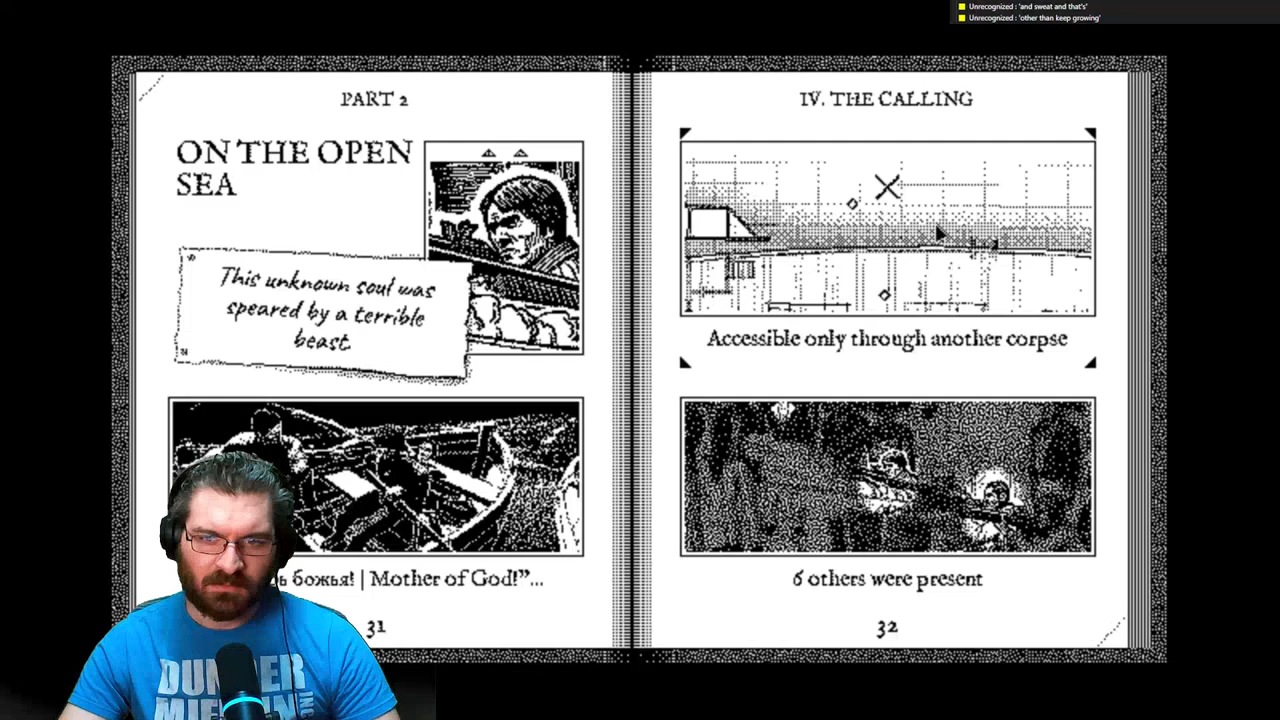 Unrecognized : 'and sweat and that's'
Unrecognized : 'other than keep growing'
PART 2
ON THE OPEN
SEA
This unknown soul was
speared by a terrible
beast.
ь божья! | Mother of God!”...
31
IV. THE CALLING
Accessible only through another corpse
6 others were present
32
DUNDER
MIFFLIN
INC